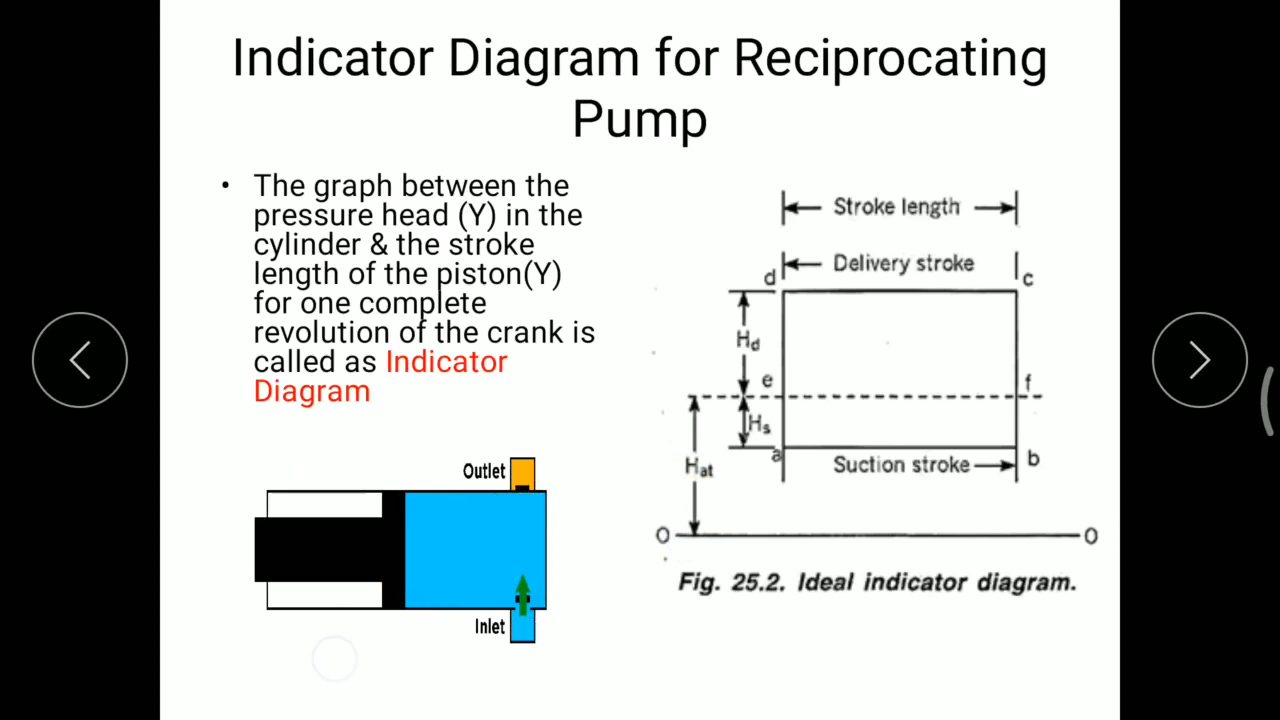 Indicator Diagram for Reciprocating
Pump
• The graph between the
pressure head (Y) in the
cylinder & the stroke
length of the piston(Y)
for one complete
revolution of the crank is
called as Indicator
Diagram
Outlet
Inlet
Stroke length
Delivery stroke
d
c
Hd
e
f
Hs
a
Suction stroke
b
Hat
O
O
Fig. 25.2. Ideal indicator diagram.